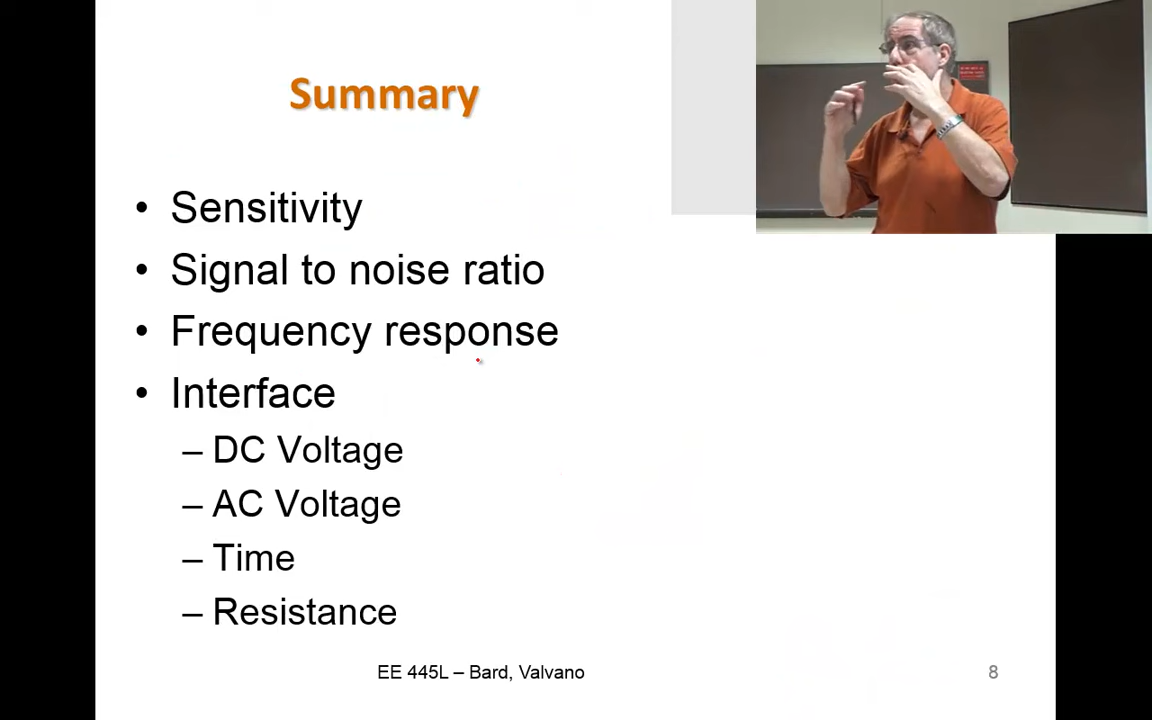 Summary
• Sensitivity
• Signal to noise ratio
• Frequency response
• Interface
– DC Voltage
– AC Voltage
– Time
– Resistance
EE 445L – Bard, Valvano
8